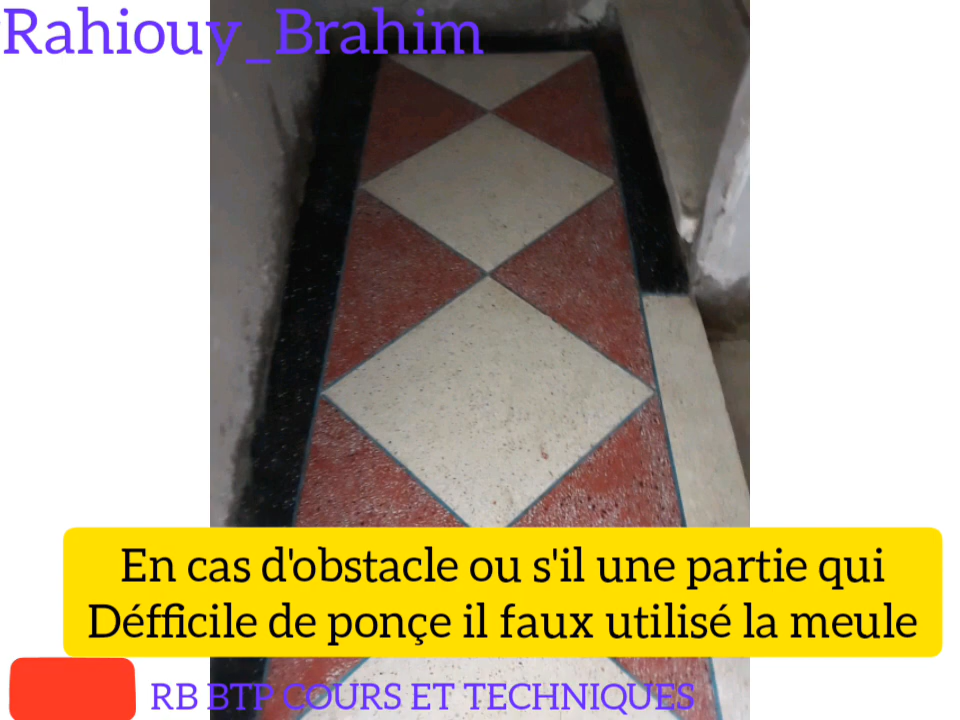 Rahiouy_Brahim
En cas d'obstacle ou s'il une partie qui
Défficile de ponçe il faux utilisé la meule
RB BTP COURS ET TECHNIQUES